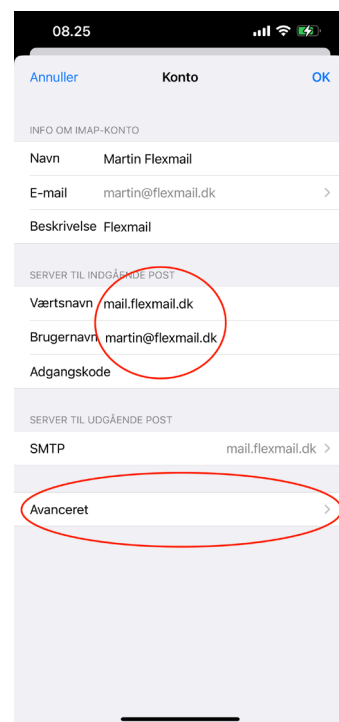 08.25
Annuller Konto OK
INFO OM IMAP-KONTO
Navn Martin Flexmail
E-mail martin@flexmail.dk
Beskrivelse Flexmail
SERVER TIL INDGÅENDE POST
Værtsnavn mail.flexmail.dk
Brugernavn martin@flexmail.dk
Adgangskode
SERVER TIL UDGÅENDE POST
SMTP mail.flexmail.dk
Avanceret